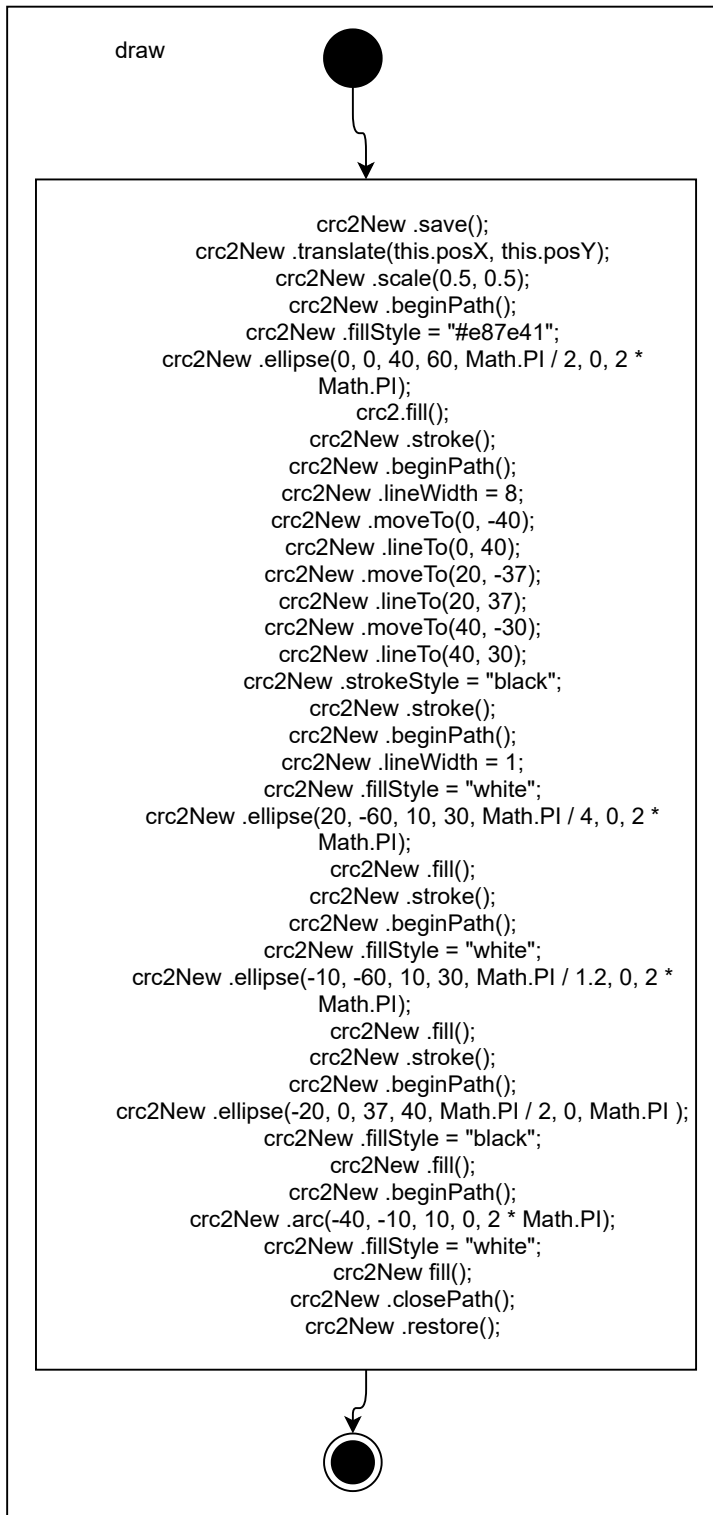 draw
crc2New .save();
crc2New .translate(this.posX, this.posY);
crc2New .scale(0.5, 0.5);
crc2New .beginPath();
crc2New .fillStyle = "#e87e41";
crc2New .ellipse(0, 0, 40, 60, Math.PI / 2, 0, 2 *
Math.PI);
crc2.fill();
crc2New .stroke();
crc2New .beginPath();
crc2New .lineWidth = 8;
crc2New .moveTo(0, -40);
crc2New .lineTo(0, 40);
crc2New .moveTo(20, -37);
crc2New .lineTo(20, 37);
crc2New .moveTo(40, -30);
crc2New .lineTo(40, 30);
crc2New .strokeStyle = "black";
crc2New .stroke();
crc2New .beginPath();
crc2New .lineWidth = 1;
crc2New .fillStyle = "white";
crc2New .ellipse(20, -60, 10, 30, Math.PI / 4, 0, 2 *
Math.PI);
crc2New .fill();
crc2New .stroke();
crc2New .beginPath();
crc2New .fillStyle = "white";
crc2New .ellipse(-10, -60, 10, 30, Math.PI / 1.2, 0, 2 *
Math.PI);
crc2New .fill();
crc2New .stroke();
crc2New .beginPath();
crc2New .ellipse(-20, 0, 37, 40, Math.PI / 2, 0, Math.PI );
crc2New .fillStyle = "black";
crc2New .fill();
crc2New .beginPath();
crc2New .arc(-40, -10, 10, 0, 2 * Math.PI);
crc2New .fillStyle = "white";
crc2New fill();
crc2New .closePath();
crc2New .restore();